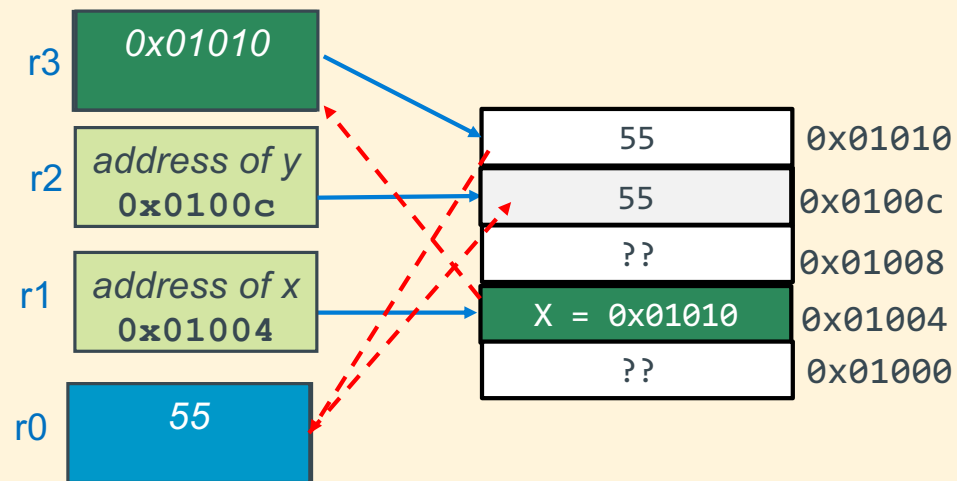 r3
0x01010
r2
address of y
0x0100c
r1
address of x
0x01004
r0
55
55
0x01010
55
0x0100c
??
0x01008
X = 0x01010
0x01004
??
0x01000